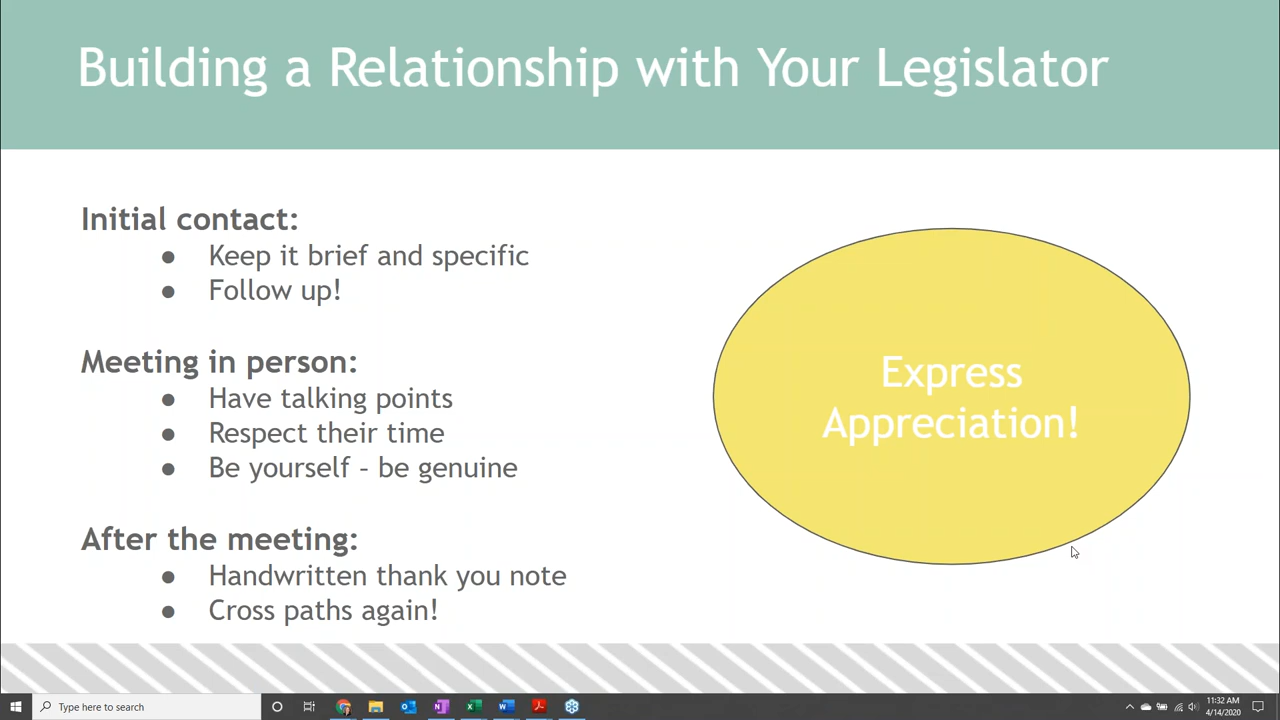 Building a Relationship with Your Legislator
Initial contact:
● Keep it brief and specific
● Follow up!
Meeting in person:
● Have talking points
● Respect their time
● Be yourself – be genuine
After the meeting:
● Handwritten thank you note
● Cross paths again!
Express
Appreciation!
Type here to search
11:32 AM
4/14/2020